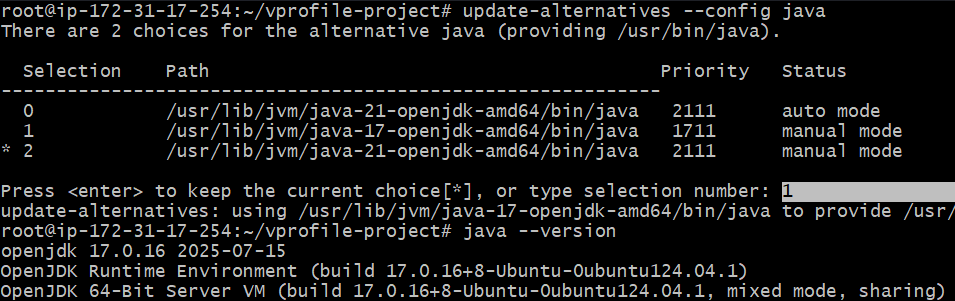 root@ip-172-31-17-254:~/vprofile-project# update-alternatives --config java
There are 2 choices for the alternative java (providing /usr/bin/java).
Selection Path Priority Status
------------------------------------------------------------
0 /usr/lib/jvm/java-21-openjdk-amd64/bin/java 2111 auto mode
1 /usr/lib/jvm/java-17-openjdk-amd64/bin/java 1711 manual mode
* 2 /usr/lib/jvm/java-21-openjdk-amd64/bin/java 2111 manual mode
Press <enter> to keep the current choice[*], or type selection number: 1
update-alternatives: using /usr/lib/jvm/java-17-openjdk-amd64/bin/java to provide /usr/
root@ip-172-31-17-254:~/vprofile-project# java --version
openjdk 17.0.16 2025-07-15
OpenJDK Runtime Environment (build 17.0.16+8-Ubuntu-0ubuntu124.04.1)
OpenJDK 64-Bit Server VM (build 17.0.16+8-Ubuntu-0ubuntu124.04.1, mixed mode, sharing)